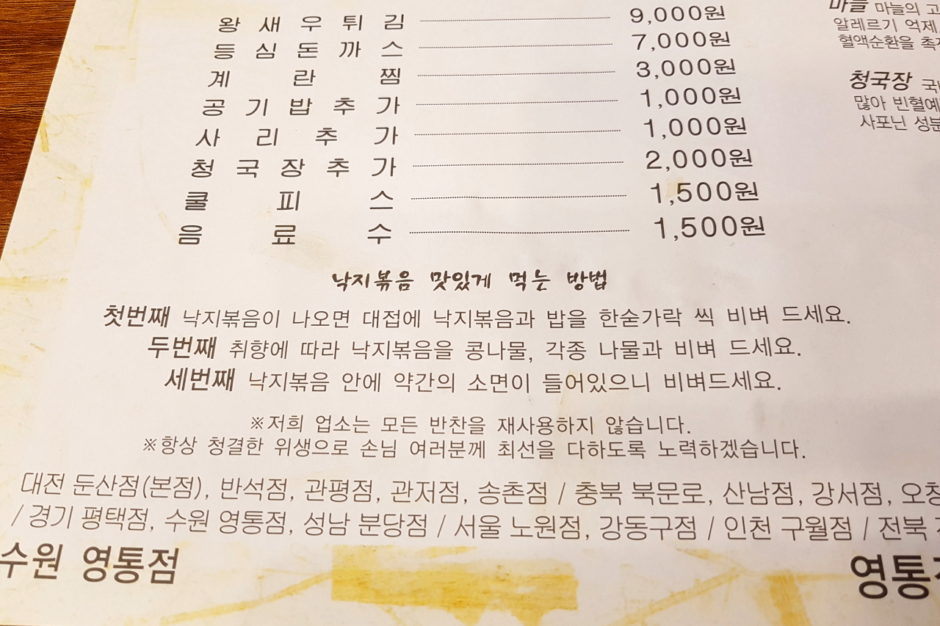 왕새우튀김 9,000원
등심돈까스 7,000원
계란찜 3,000원
공기밥추가 1,000원
사리추가 1,000원
청국장추가 2,000원
쿨피스 1,500원
음료수 1,500원
마늘 마늘의 고
알레르기 억제
혈액순환을 촉진
청국장
많아 빈혈예
사포닌 성분
낙지볶음 맛있게 먹는 방법
첫번째 낙지볶음이 나오면 대접에 낙지볶음과 밥을 한숟가락 씩 비벼 드세요.
두번째 취향에 따라 낙지볶음을 콩나물, 각종 나물과 비벼 드세요.
세번째 낙지볶음 안에 약간의 소면이 들어있으니 비벼드세요.
※저희 업소는 모든 반찬을 재사용하지 않습니다.
※항상 청결한 위생으로 손님 여러분께 최선을 다하도록 노력하겠습니다.
대전 둔산점(본점), 반석점, 관평점, 관저점, 송촌점 / 충북 북문로, 산남점, 강서점, 오창
/ 경기 평택점, 수원 영통점, 성남 분당점 / 서울 노원점, 강동구점 / 인천 구월점 / 전북
수원 영통점
영통